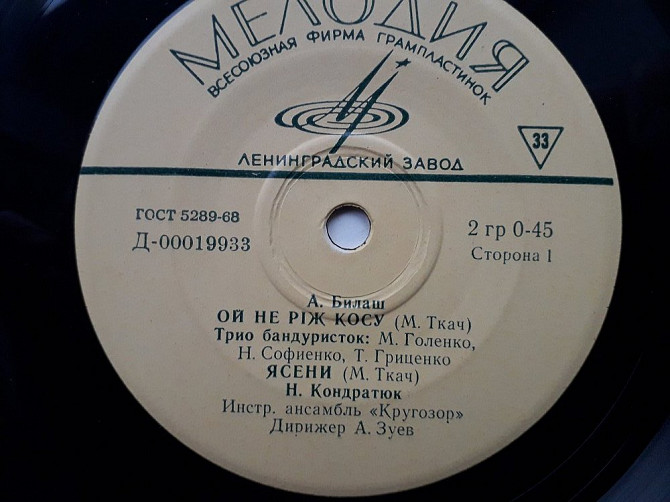 МЕЛОДИЯ
ВСЕСОЮЗНАЯ ФИРМА ГРАМПЛАСТИНОК
33
ЛЕНИНГРАДСКИЙ ЗАВОД
ГОСТ 5289-68
Д-00019933
2 гр 0-45
Сторона 1
А. Билаш
ОЙ НЕ РІЖ КОСУ (М. Ткач)
Трио бандуристок: М. Голенко,
Н. Софиенко, Т. Гриценко
ЯСЕНИ (М. Ткач)
Н. Кондратюк
Инстр. ансамбль «Кругозор»
Дирижер А. Зуев